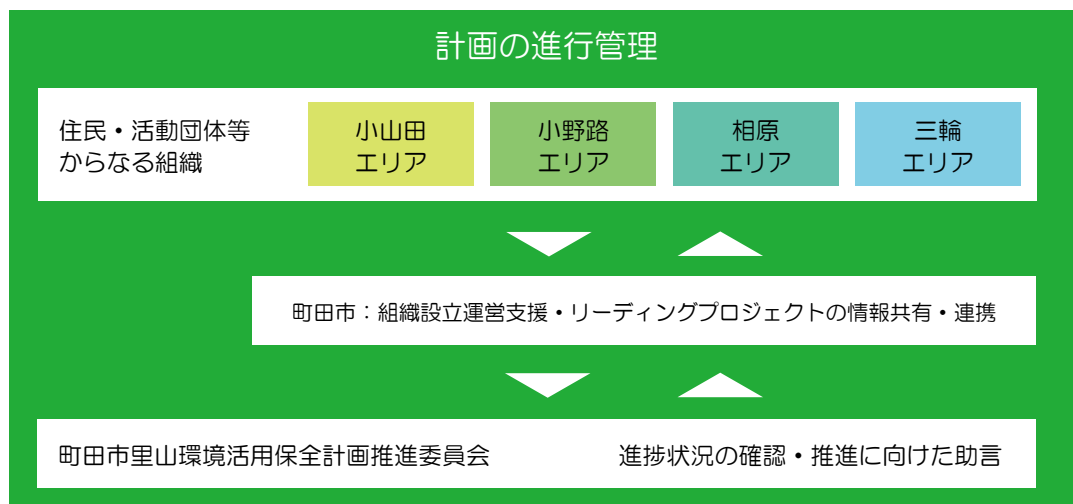 計画の進行管理
住民・活動団体等
からなる組織
小山田
エリア
小野路
エリア
相原
エリア
三輪
エリア
町田市：組織設立運営支援・リーディングプロジェクトの情報共有・連携
町田市里山環境活用保全計画推進委員会
進捗状況の確認・推進に向けた助言